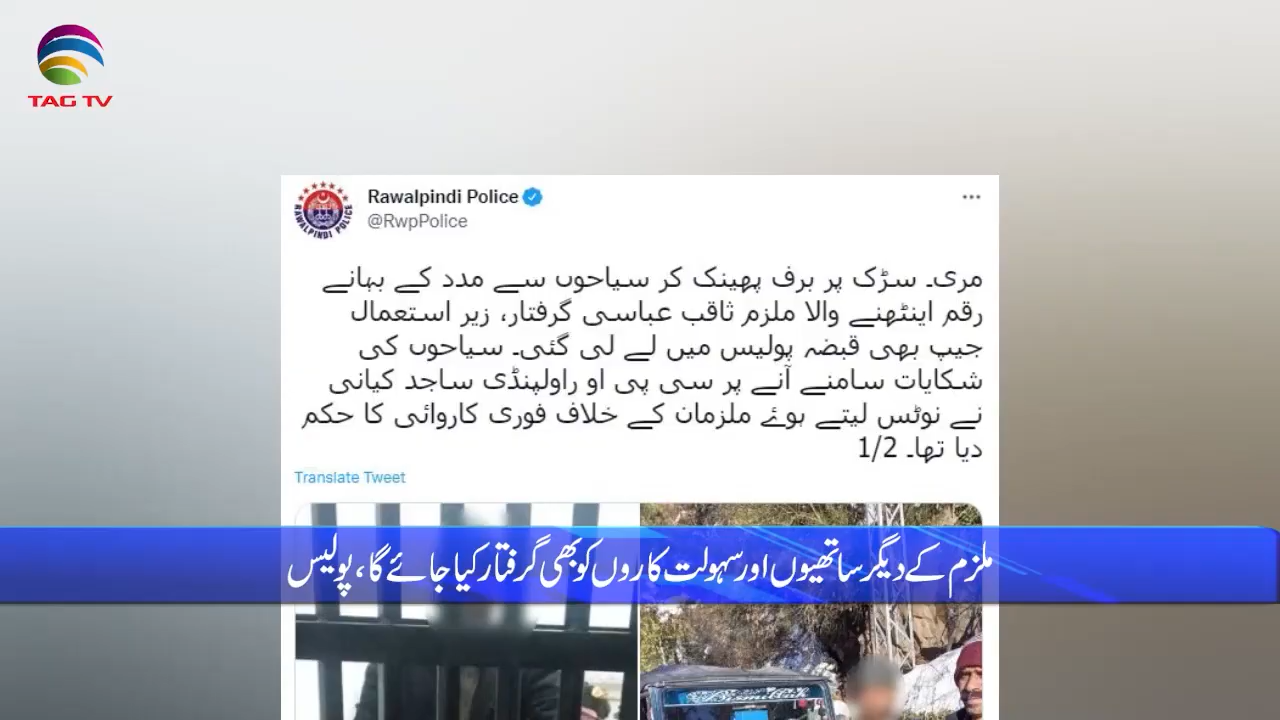 TAG TV
Rawalpindi Police
@RwpPolice
مری۔ سڑک پر برف پھینک کر سیاحوں سے مدد کے بہانے
رقم اینٹھنے والا ملزم ثاقب عباسی گرفتار، زیر استعمال
جیپ بھی قبضہ پولیس میں لے لی گئی۔ سیاحوں کی
شکایات سامنے آنے پر سی پی او راولپنڈی ساجد کیانی
نے نوٹس لیتے ہوۓ ملزمان کے خلاف فوری کاروائی کا حکم
دیا تھا۔ 1/2
Translate Tweet
ملزم کے دیگر ساتھیوں اور سہولت کاروں کو بھی گرفتار کیا جائے گا، پولیس
Bismillah